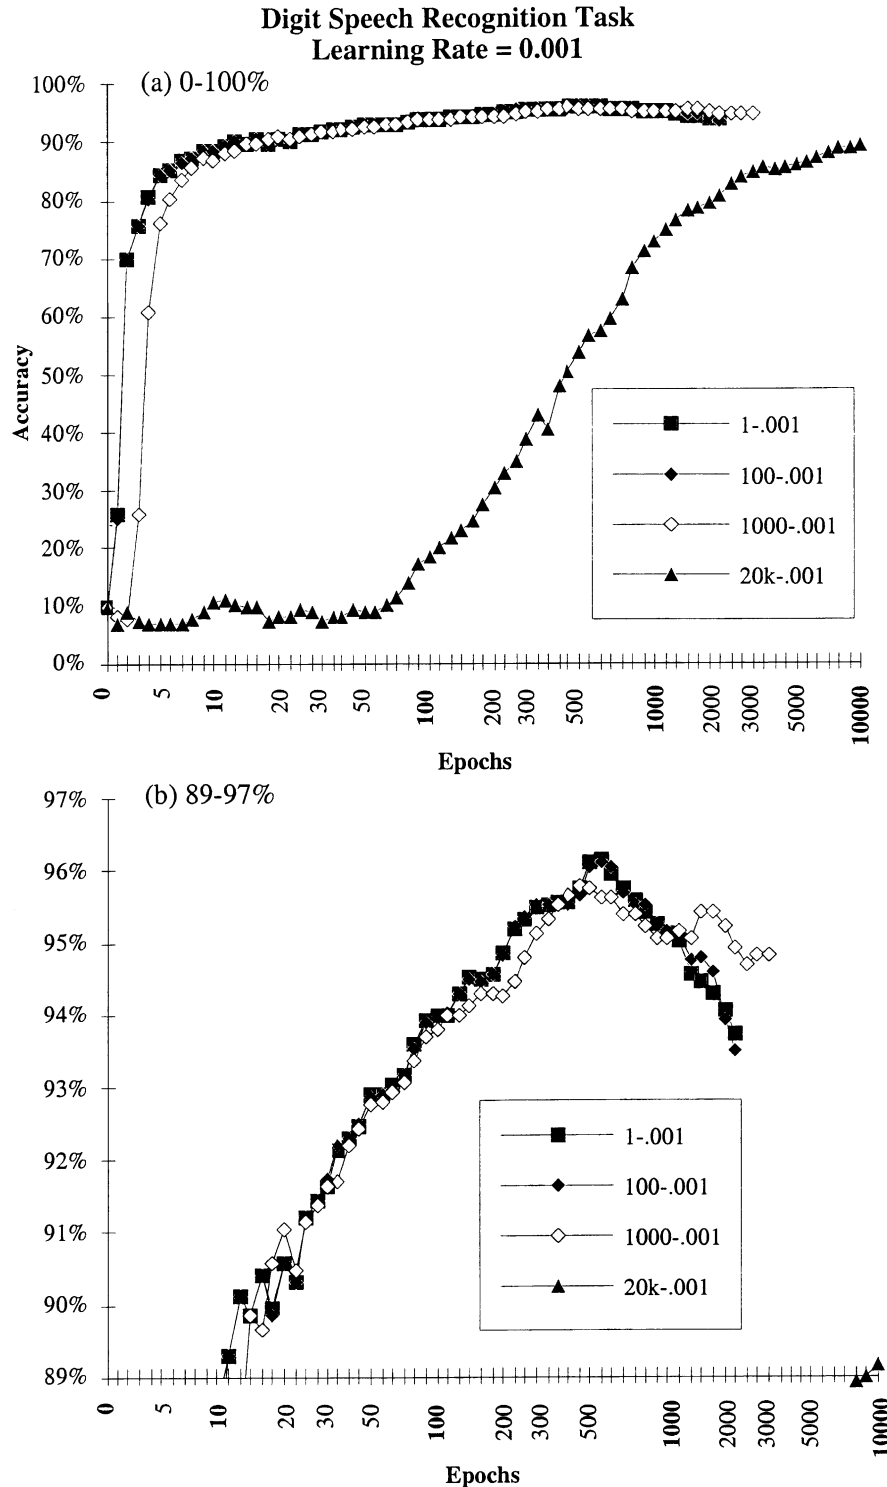 Digit Speech Recognition Task
Learning Rate = 0.001
(a) 0-100%
100%
90%
80%
70%
60%
50%
40%
30%
20%
10%
0%
Accuracy
1-.001
100-.001
1000-.001
20k-.001
0 5 10 20 30 50 100 200 300 500 1000 2000 3000 5000 10000
Epochs
(b) 89-97%
97%
96%
95%
94%
93%
92%
91%
90%
89%
1-.001
100-.001
1000-.001
20k-.001
0 5 10 20 30 50 100 200 300 500 1000 2000 3000 5000 10000
Epochs